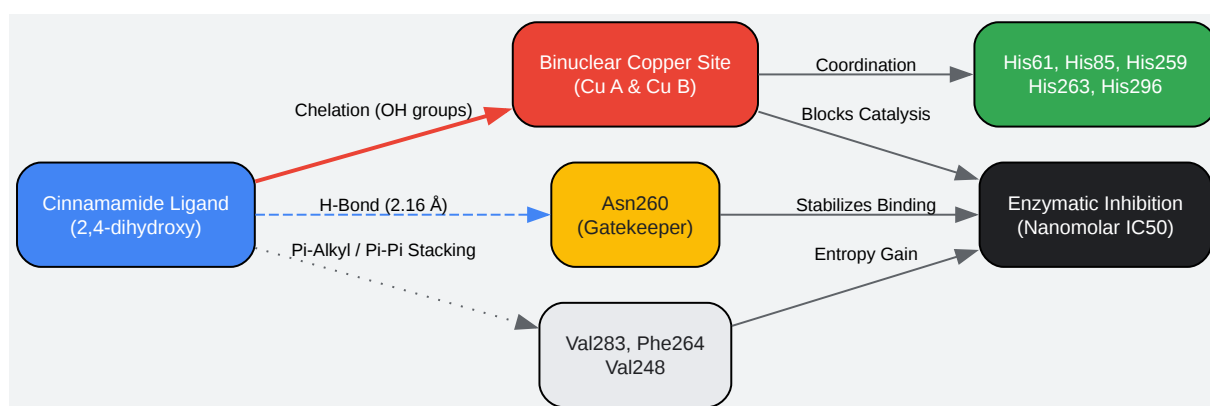 Cinnamamide Ligand
(2,4-dihydroxy)
Chelation (OH groups)
H-Bond (2.16 Å)
Pi-Alkyl / Pi-Pi Stacking
Binuclear Copper Site
(Cu A & Cu B)
Asn260
(Gatekeeper)
Val283, Phe264
Val248
Coordination
Blocks Catalysis
Stabilizes Binding
Entropy Gain
His61, His85, His259
His263, His296
Enzymatic Inhibition
(Nanomolar IC50)